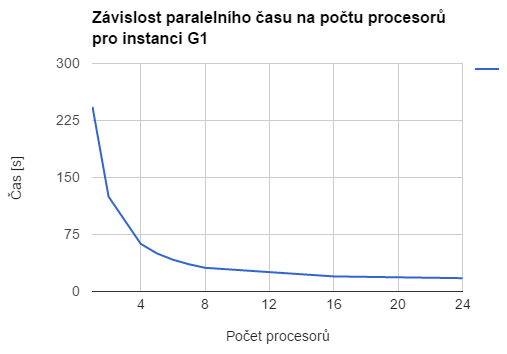 Závislost paralelního času na počtu procesorů
pro instanci G1
300
225
150
75
0
Čas [s]
4 8 12 16 20 24
Počet procesorů